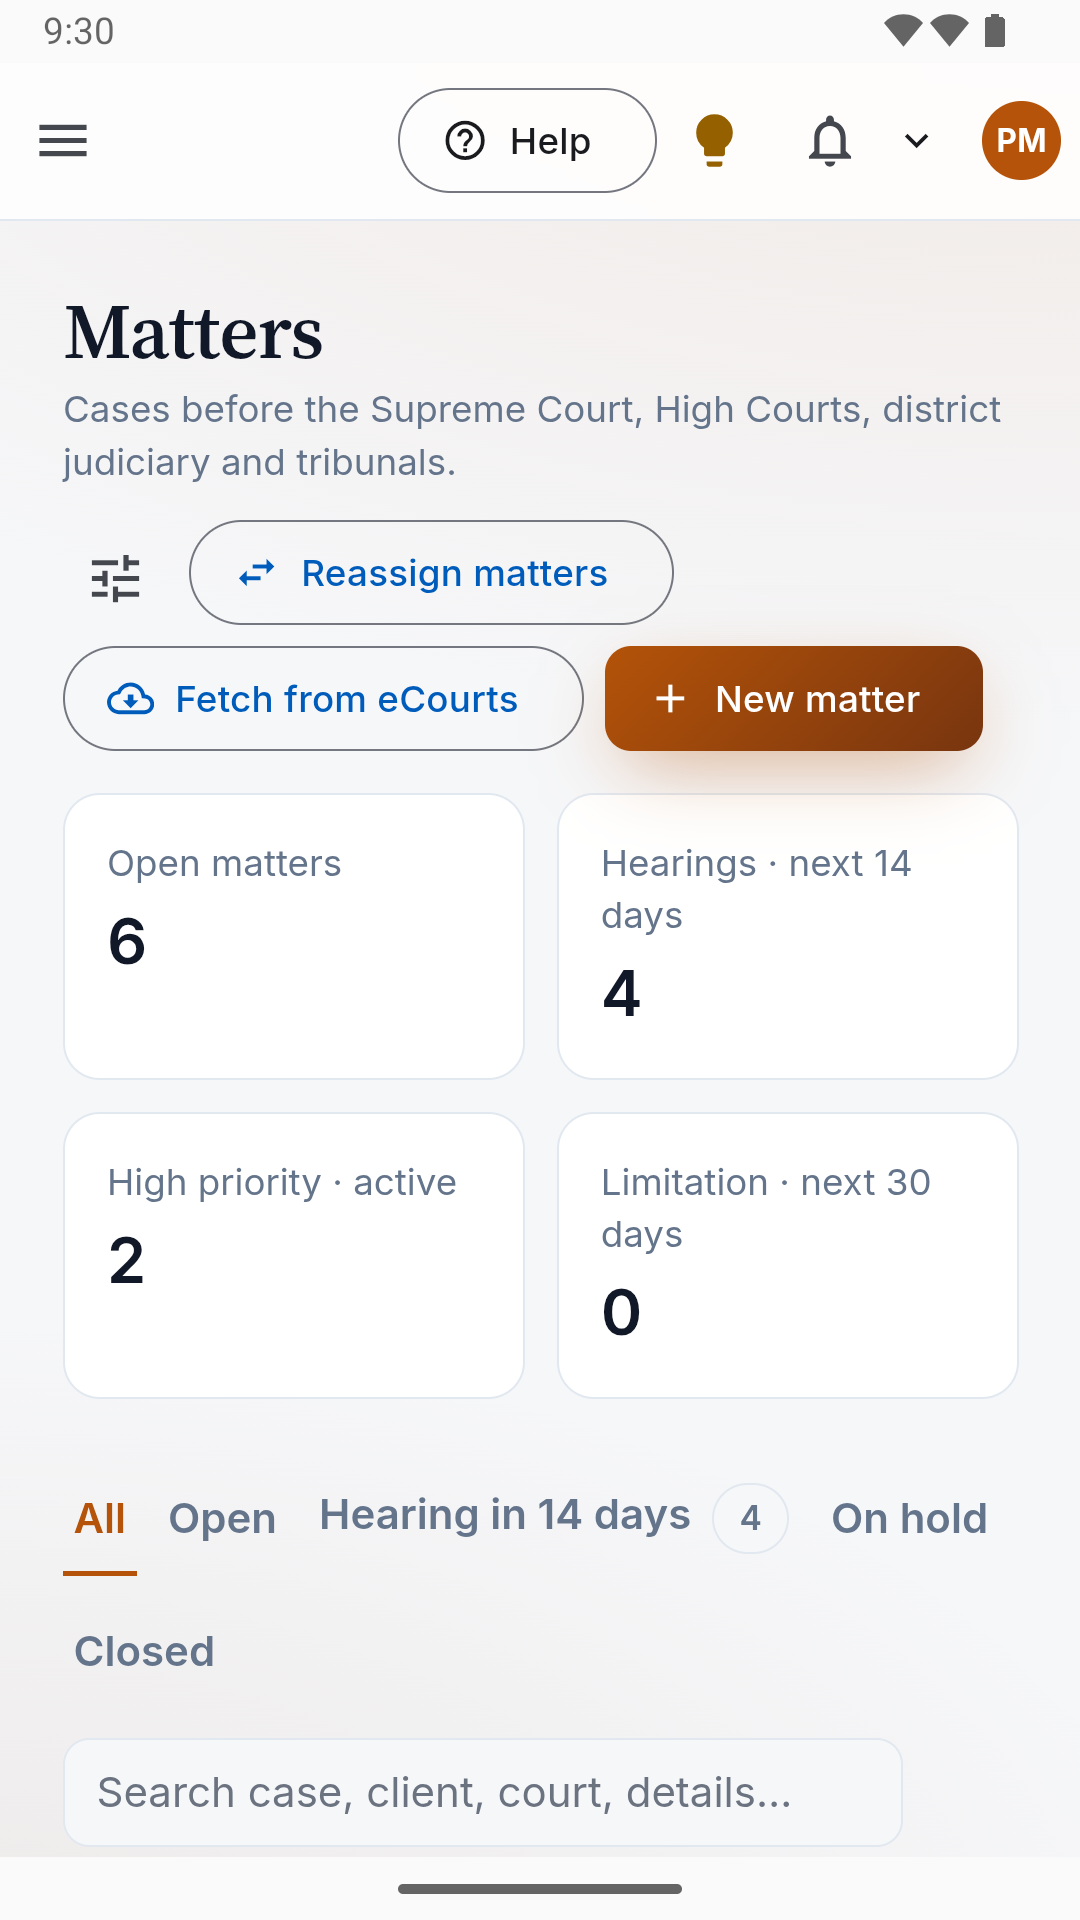 9:30
Help
PM
Matters
Cases before the Supreme Court, High Courts, district
judiciary and tribunals.
Reassign matters
Fetch from eCourts
New matter
Open matters
6
Hearings · next 14
days
4
High priority · active
2
Limitation · next 30
days
0
All
Open
Hearing in 14 days
4
On hold
Closed
Search case, client, court, details...